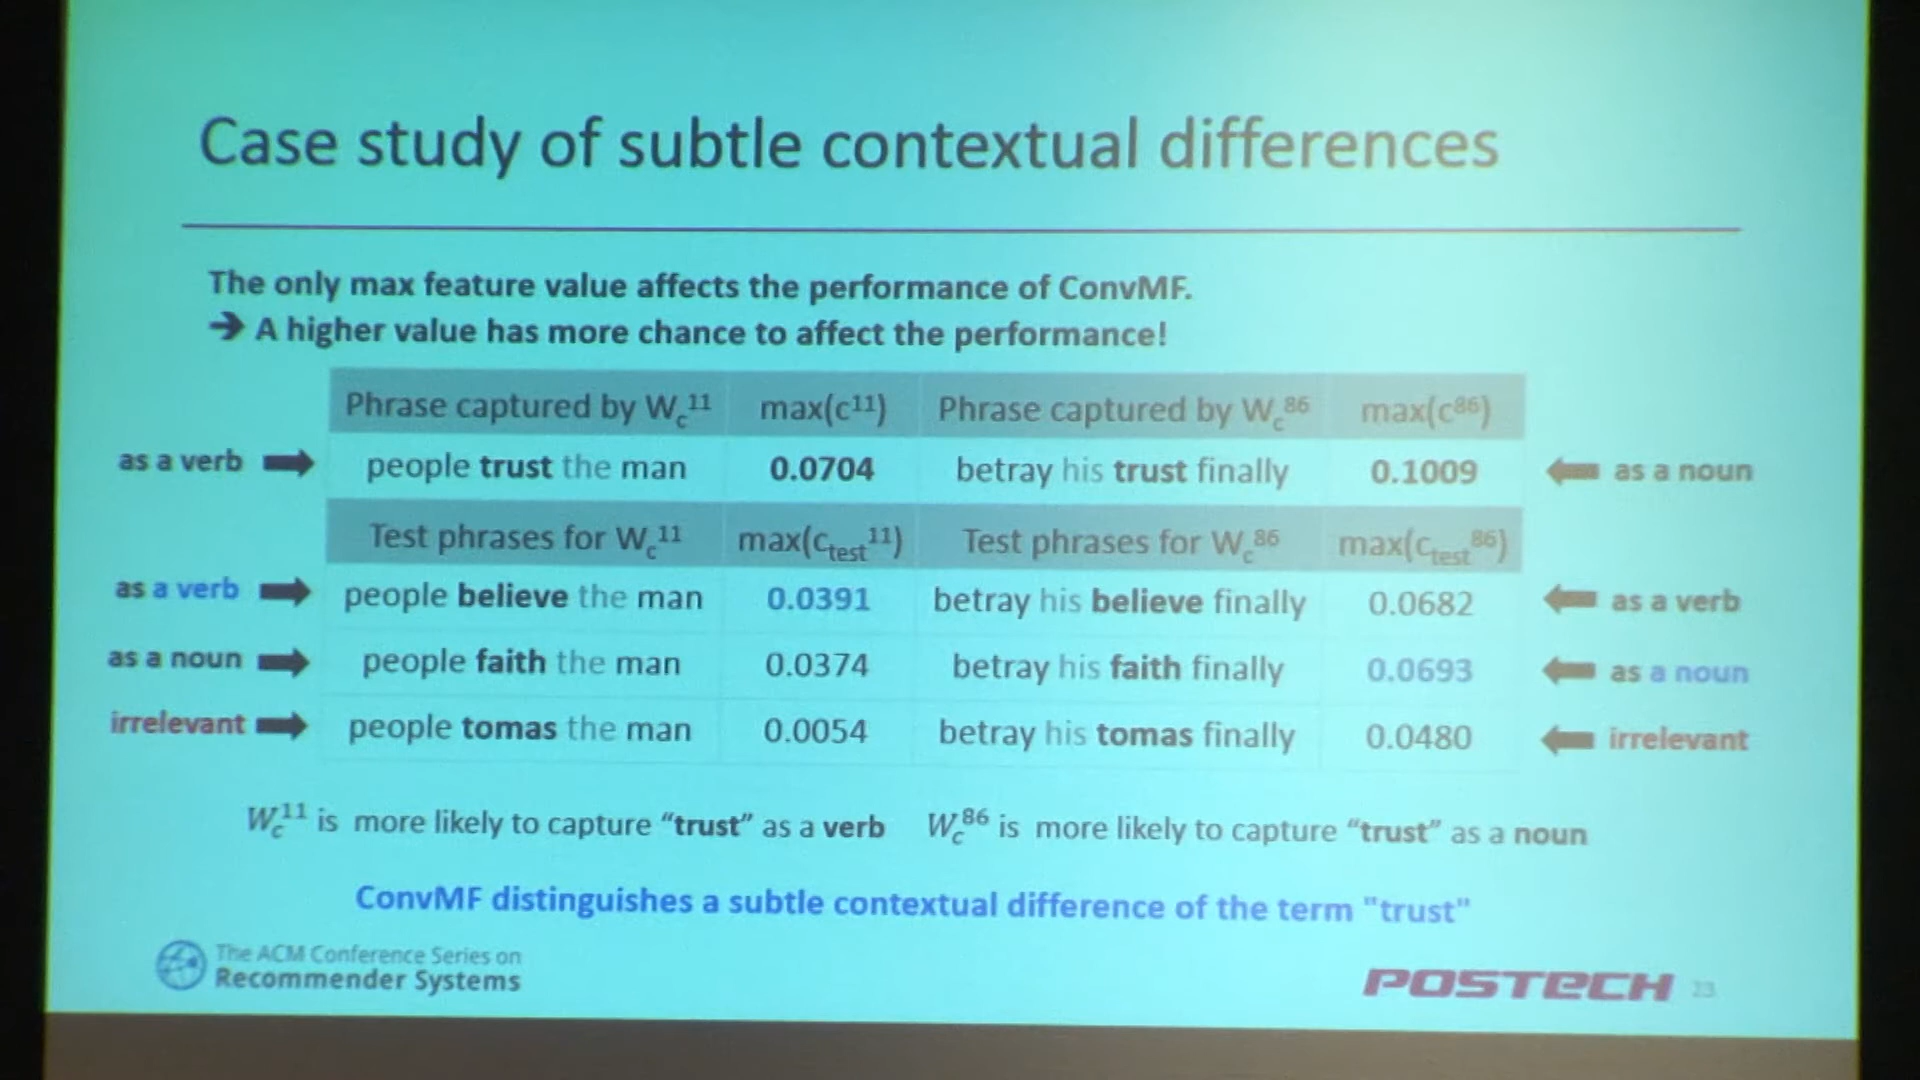 Case study of subtle contextual differences
The only max feature value affects the performance of ConvMF.
→ A higher value has more chance to affect the performance!
Phrase captured by Wc11 max(c11) Phrase captured by Wc86 max(c86)
as a verb people trust the man 0.0704 betray his trust finally 0.1009 as a noun
Test phrases for Wc11 max(ctest11) Test phrases for Wc86 max(ctest86)
as a verb people believe the man 0.0391 betray his believe finally 0.0682 as a verb
as a noun people faith the man 0.0374 betray his faith finally 0.0693 as a noun
irrelevant people tomas the man 0.0054 betray his tomas finally 0.0480 irrelevant
Wc11 is more likely to capture “trust” as a verb Wc86 is more likely to capture “trust” as a noun
ConvMF distinguishes a subtle contextual difference of the term "trust"
The ACM Conference Series on
Recommender Systems
POSTECH 23